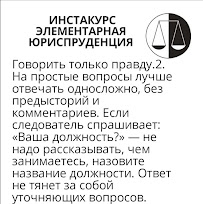 ИНСТАКУРС
ЭЛЕМЕНТАРНАЯ
ЮРИСПРУДЕНЦИЯ
Говорить только правду.2.
На простые вопросы лучше
отвечать односложно, без
предысторий и
комментариев. Если
следователь спрашивает:
«Ваша должность?» — не
надо рассказывать, чем
занимаетесь, назовите
название должности. Ответ
не тянет за собой
уточняющих вопросов.